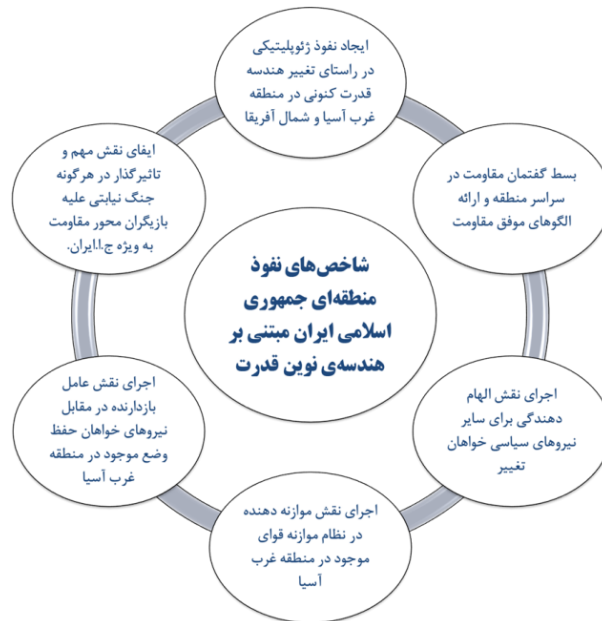 ایجاد نفوذ ژئوپلیتیکی
در راستای تغییر هندسه
قدرت کنونی در منطقه
غرب آسیا و شمال آفریقا
بسط گفتمان مقاومت در
سراسر منطقه و ارائه
الگوهای موفق مقاومت
اجرای نقش الهام
دهندگی برای سایر
نیروهای سیاسی خواهان
تغییر
اجرای نقش موازنه دهنده
در نظام موازنه قوای
موجود در منطقه غرب
آسیا
اجرای نقش عامل
بازدارنده در مقابل
نیروهای خواهان حفظ
وضع موجود در منطقه
غرب آسیا
ایفای نقش مهم و
تاثیرگذار در هرگونه
جنگ نیابتی علیه
بازیگران محور مقاومت
به ویژه ج.ا.ایران.
شاخص‌های نفوذ
منطقه‌ای جمهوری
اسلامی ایران مبتنی بر
هندسه‌ی نوین قدرت